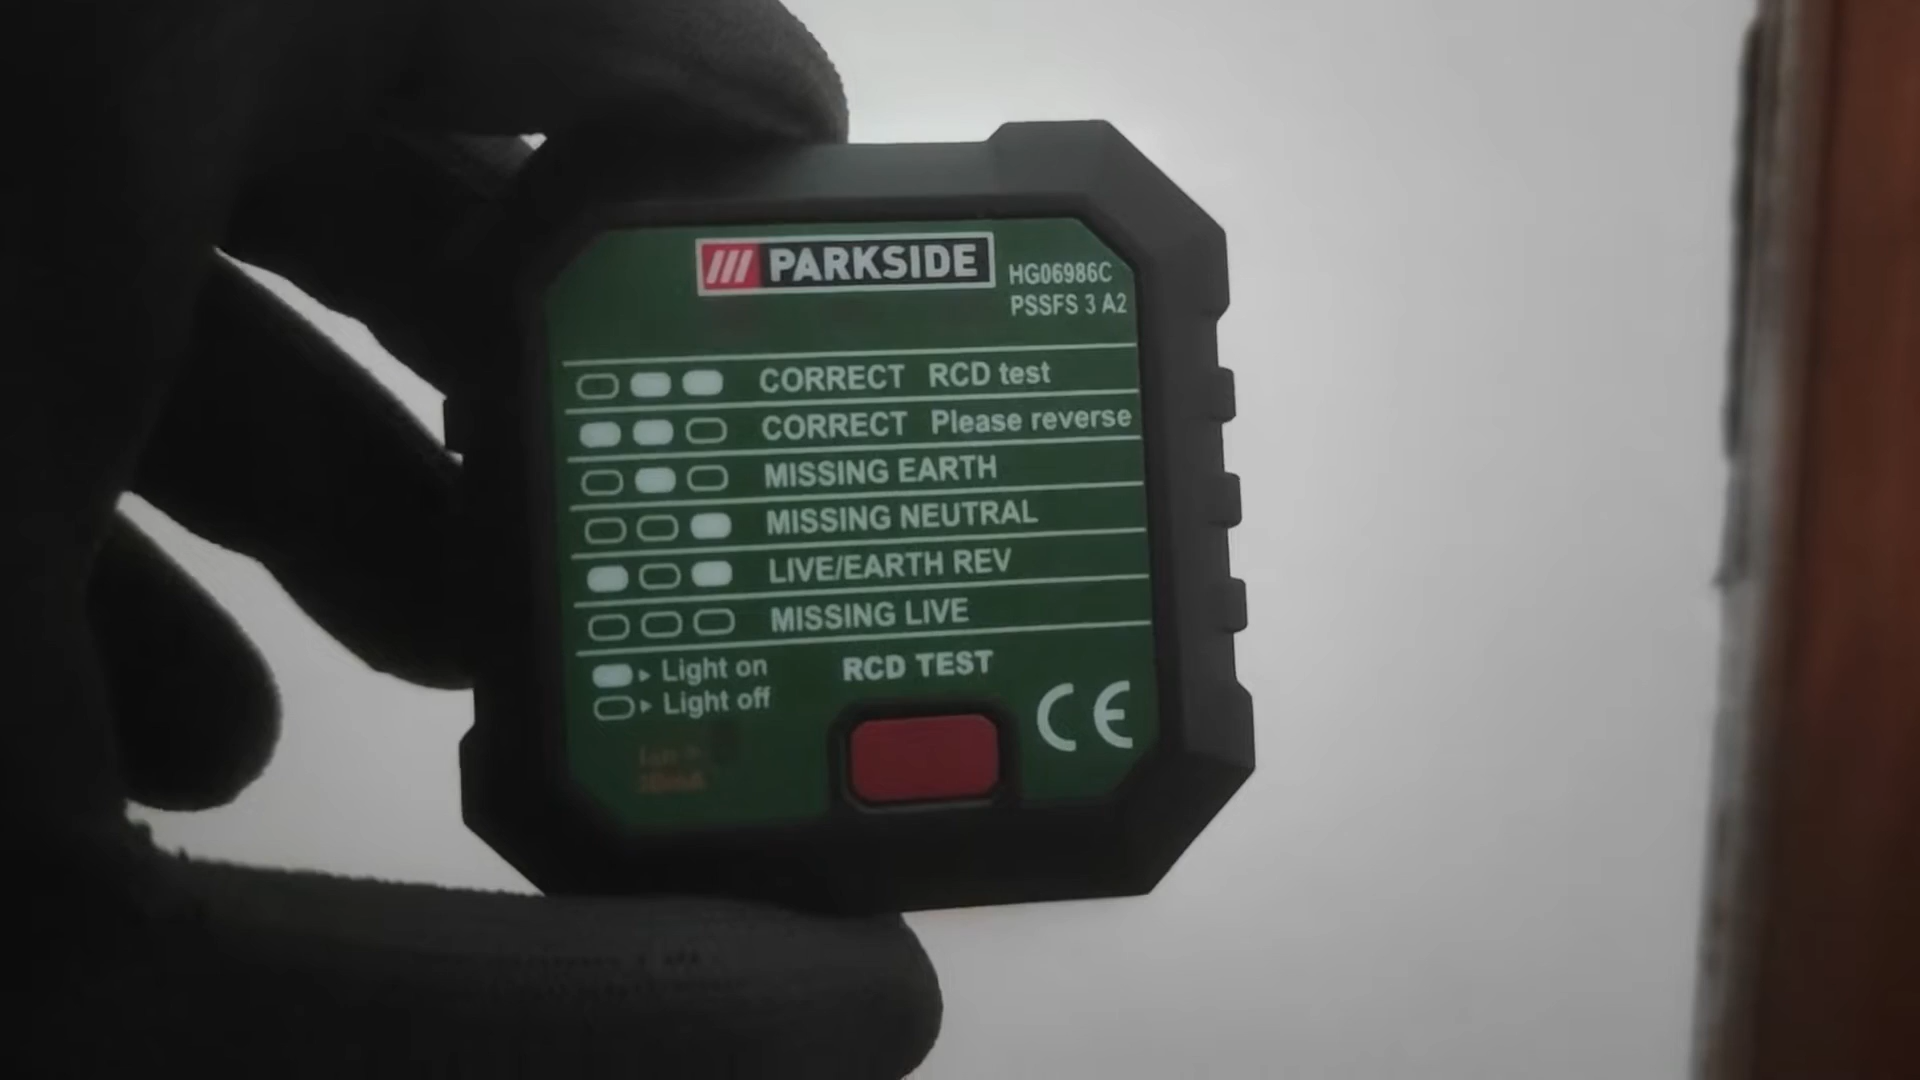 PARKSIDE
HG06986C
PSSFS 3 A2
CORRECT RCD test
CORRECT Please reverse
MISSING EARTH
MISSING NEUTRAL
LIVE/EARTH REV
MISSING LIVE
Light on
Light off
RCD TEST
CE